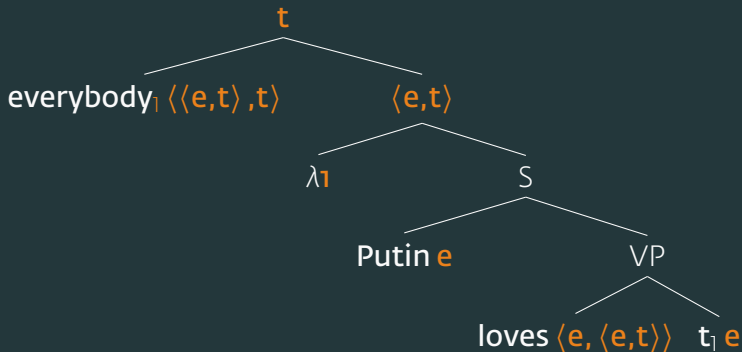 t
everybody₁ ⟨⟨e,t⟩ ,t⟩ ⟨e,t⟩
λ1 S
Putin e VP
loves ⟨e, ⟨e,t⟩⟩ t₁ e